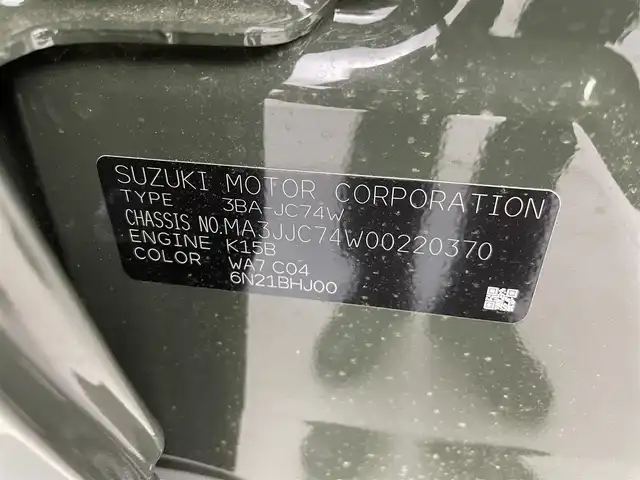 SUZUKI MOTOR CORPORATION
TYPE 3BA-JC74W
CHASSIS NO. MA3JJC74W00220370
ENGINE K15B
COLOR WA7 C04
6N21BHJ00